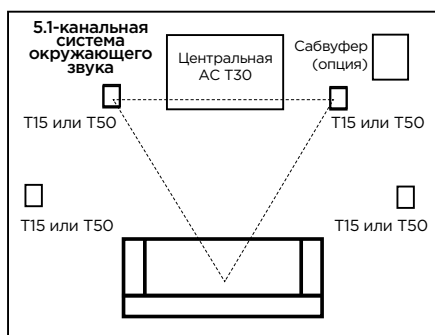 5.1-канальная
система
окружающего
звука
Центральная
АС Т30
Сабвуфер
(опция)
Т15 или Т50
Т15 или Т50
Т15 или Т50
Т15 или Т50